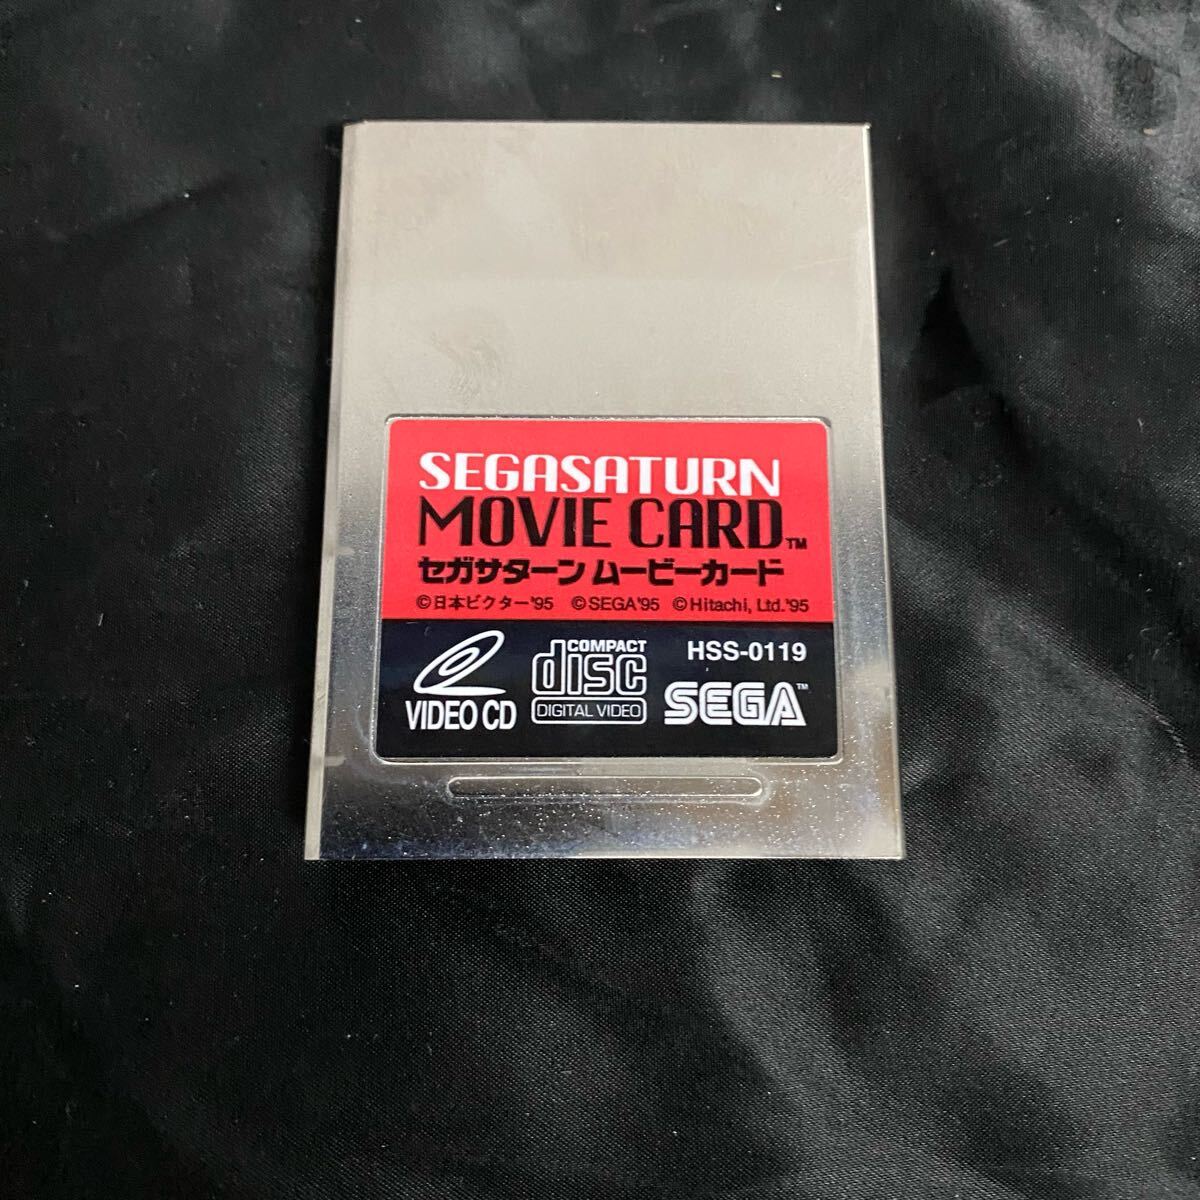 SEGASATURN
MOVIE CARD™
セガサターン ムービーカード
©日本ビクター'95 ©SEGA'95 ©Hitachi, Ltd.'95
HSS-0119
VIDEO CD
COMPACT
disc
DIGITAL VIDEO
SEGA™